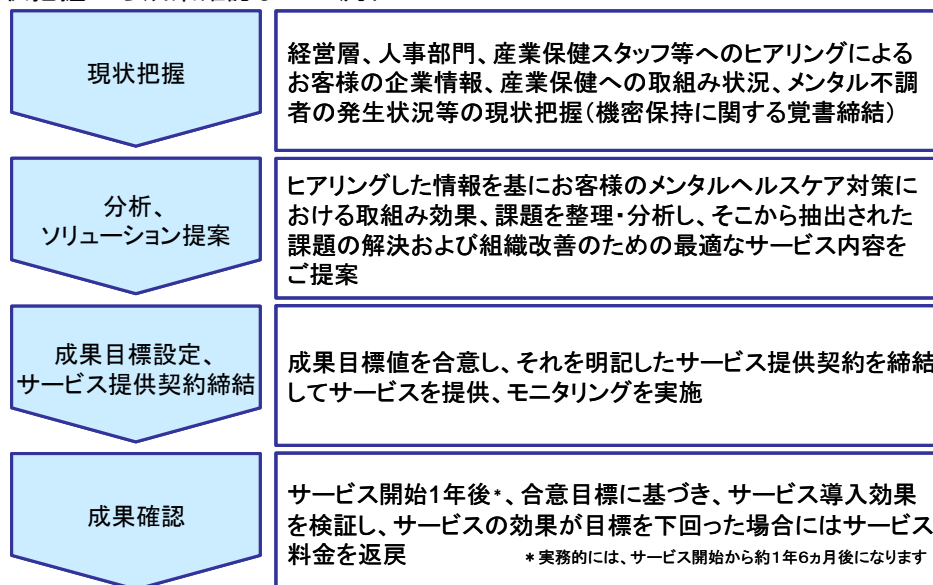 現状把握
経営層、人事部門、産業保健スタッフ等へのヒアリングによる
お客様の企業情報、産業保健への取組み状況、メンタル不調
者の発生状況等の現状把握(機密保持に関する覚書締結)
分析、
ソリューション提案
ヒアリングした情報を基にお客様のメンタルヘルスケア対策に
おける取組み効果、課題を整理・分析し、そこから抽出された
課題の解決および組織改善のための最適なサービス内容を
ご提案
成果目標設定、
サービス提供契約締結
成果目標値を合意し、それを明記したサービス提供契約を締結
してサービスを提供、モニタリングを実施
成果確認
サービス開始1年後*、合意目標に基づき、サービス導入効果
を検証し、サービスの効果が目標を下回った場合にはサービス
料金を返戻 *実務的には、サービス開始から約1年6ヵ月後になります